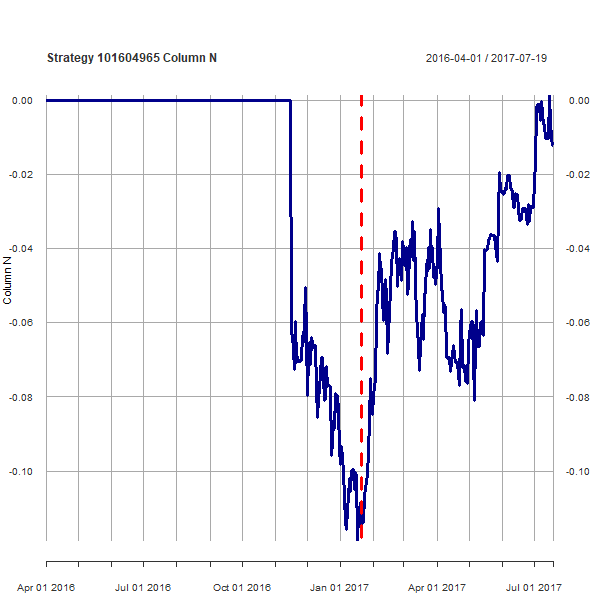 Strategy 101604965 Column N
2016-04-01 / 2017-07-19
0.00
0.00
-0.02
-0.02
-0.04
-0.04
Column N
-0.06
-0.06
-0.08
-0.08
-0.10
-0.10
Apr 01 2016
Jul 01 2016
Oct 01 2016
Jan 01 2017
Apr 01 2017
Jul 01 2017